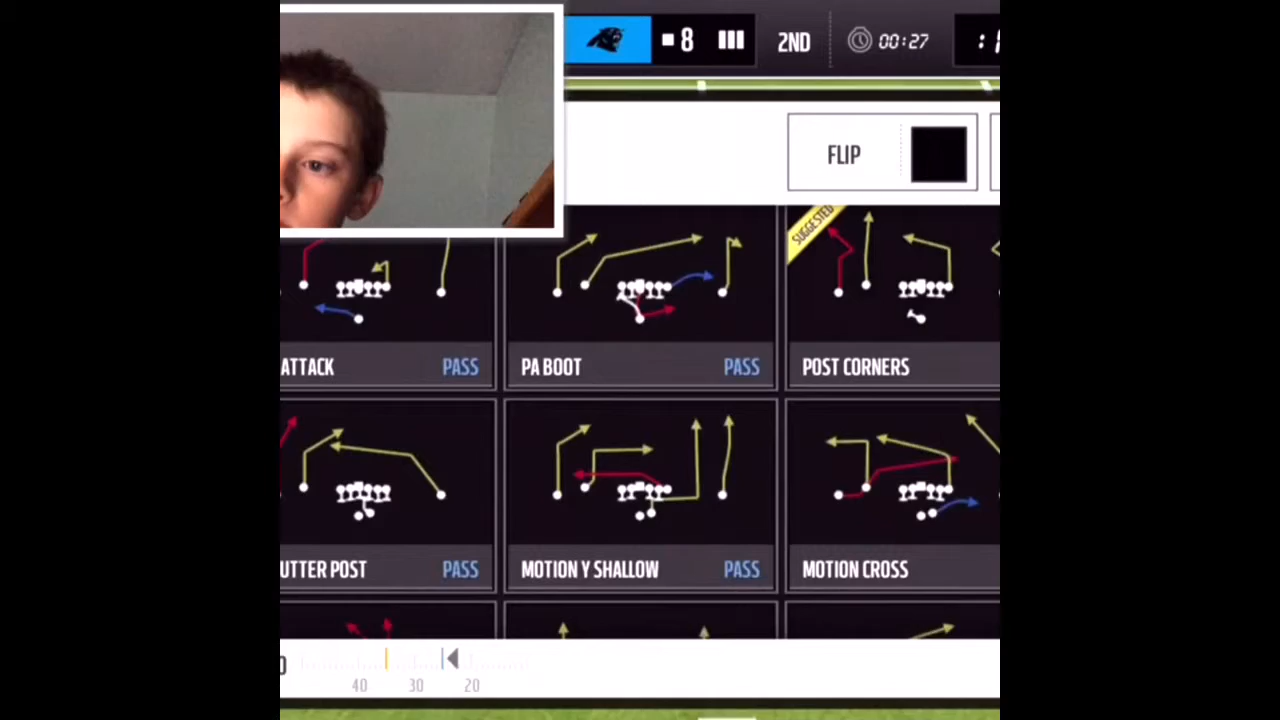 8 2ND 00:27
FLIP
SUGGESTED
ATTACK PASS PA BOOT PASS POST CORNERS
UTTER POST PASS MOTION Y SHALLOW PASS MOTION CROSS
40 30 20